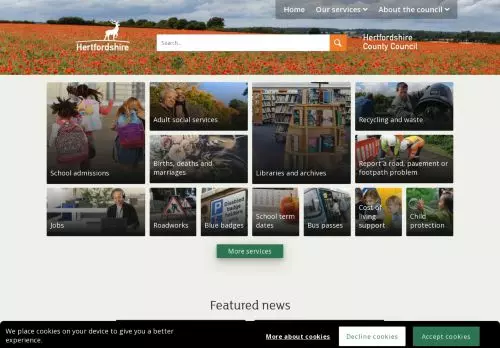 Home Our services About the council
Hertfordshire
Search...
Hertfordshire
County Council
School admissions
Adult social services
Births, deaths and
marriages
Libraries and archives
Recycling and waste
Report a road, pavement or
footpath problem
Jobs
Roadworks
Blue badges
School term
dates
Bus passes
Cost of
living
support
Child
protection
More services
Featured news
We place cookies on your device to give you a better
experience.
More about cookies
Decline cookies
Accept cookies